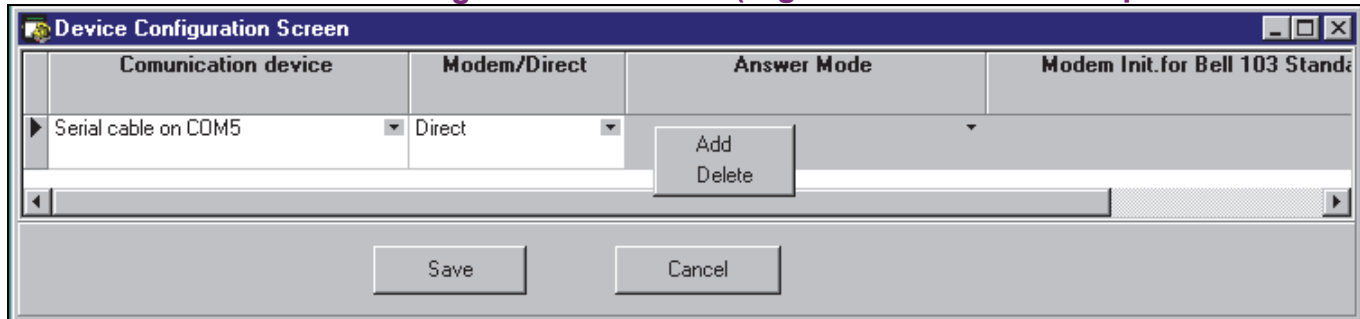 Device Configuration Screen
Comunication device Modem/Direct Answer Mode Modem Init.for Bell 103 Standa
Serial cable on COM5 Direct
Add
Delete
Save Cancel